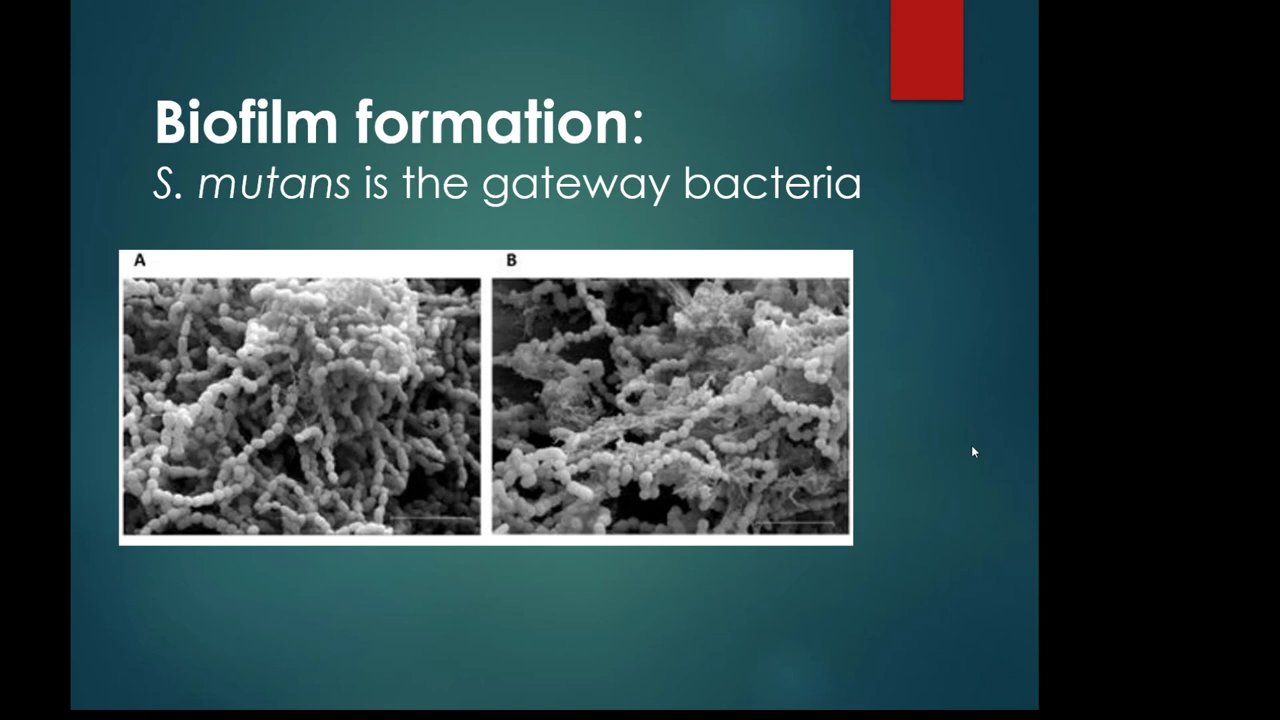 Biofilm formation:
S. mutans is the gateway bacteria
A
B